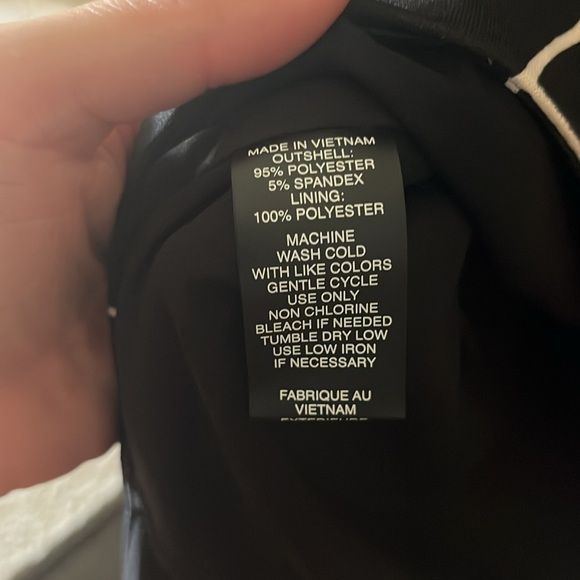 MADE IN VIETNAM
OUTSHELL:
95% POLYESTER
5% SPANDEX
LINING:
100% POLYESTER
MACHINE
WASH COLD
WITH LIKE COLORS
GENTLE CYCLE
USE ONLY
NON CHLORINE
BLEACH IF NEEDED
TUMBLE DRY LOW
USE LOW IRON
IF NECESSARY
FABRIQUE AU
VIETNAM